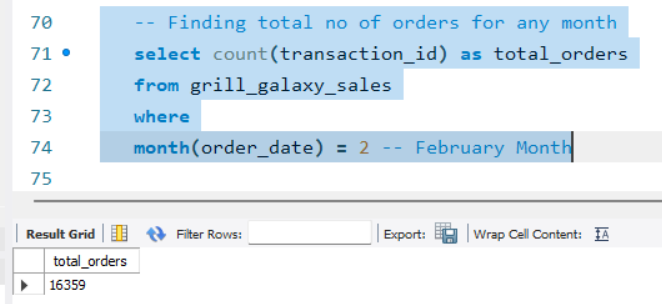 70 -- Finding total no of orders for any month
71 select count(transaction_id) as total_orders
72 from grill_galaxy_sales
73 where
74 month(order_date) = 2 -- February Month
75
Result Grid Filter Rows: Export: Wrap Cell Content: IA
total_orders
16359